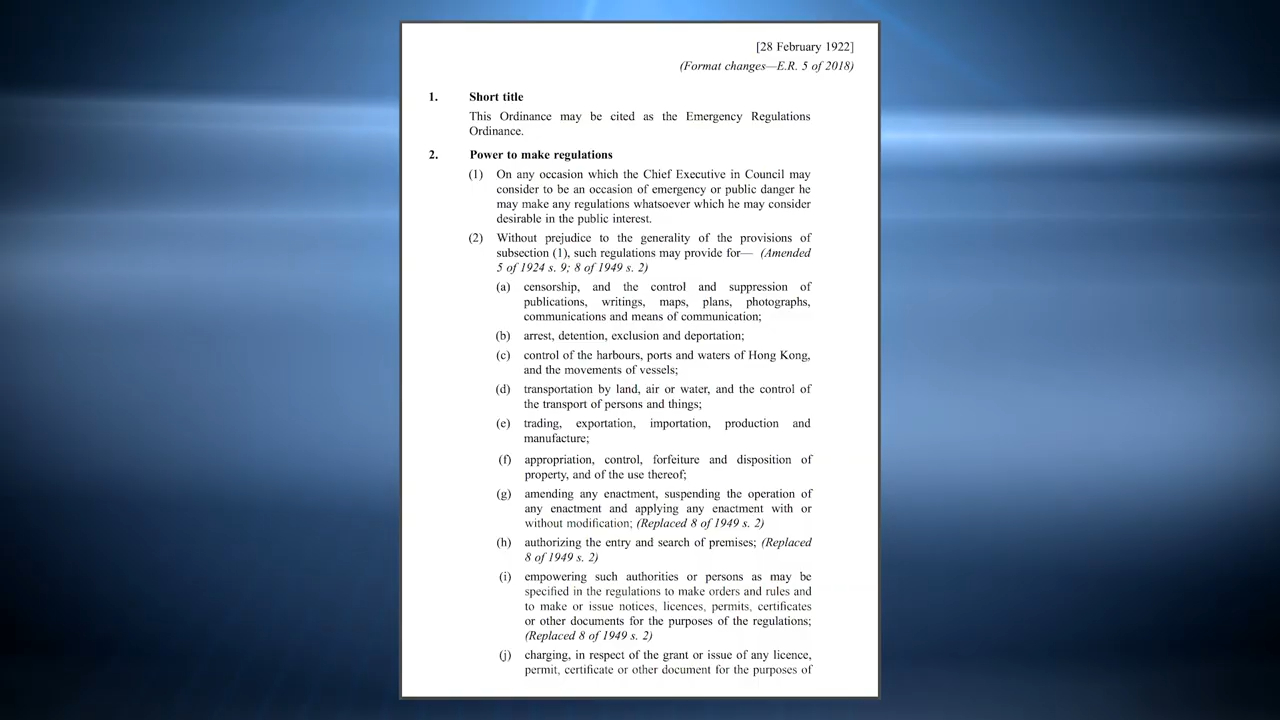 [28 February 1922]
(Format changes—E.R. 5 of 2018)
1. Short title
This Ordinance may be cited as the Emergency Regulations
Ordinance.
2. Power to make regulations
(1) On any occasion which the Chief Executive in Council may
consider to be an occasion of emergency or public danger he
may make any regulations whatsoever which he may consider
desirable in the public interest.
(2) Without prejudice to the generality of the provisions of
subsection (1), such regulations may provide for— (Amended
5 of 1924 s. 9; 8 of 1949 s. 2)
(a) censorship, and the control and suppression of
publications, writings, maps, plans, photographs,
communications and means of communication;
(b) arrest, detention, exclusion and deportation;
(c) control of the harbours, ports and waters of Hong Kong,
and the movements of vessels;
(d) transportation by land, air or water, and the control of
the transport of persons and things;
(e) trading, exportation, importation, production and
manufacture;
(f) appropriation, control, forfeiture and disposition of
property, and of the use thereof;
(g) amending any enactment, suspending the operation of
any enactment and applying any enactment with or
without modification; (Replaced 8 of 1949 s. 2)
(h) authorizing the entry and search of premises; (Replaced
8 of 1949 s. 2)
(i) empowering such authorities or persons as may be
specified in the regulations to make orders and rules and
to make or issue notices, licences, permits, certificates
or other documents for the purposes of the regulations;
(Replaced 8 of 1949 s. 2)
(j) charging, in respect of the grant or issue of any licence,
permit, certificate or other document for the purposes of